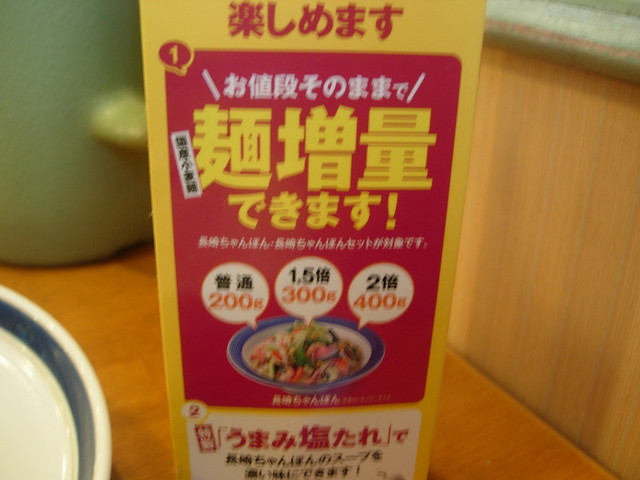 楽しめます
1
お値段そのままで
国産小麦麺
麺増量
できます!
長崎ちゃんぽん・長崎ちゃんぽんセットが対象です。
普通 1.5倍 2倍
200g 300g 400g
長崎ちゃんぽん
2
「うまみ塩たれ」で
長崎ちゃんぽんのスープを
濃い味にできます!